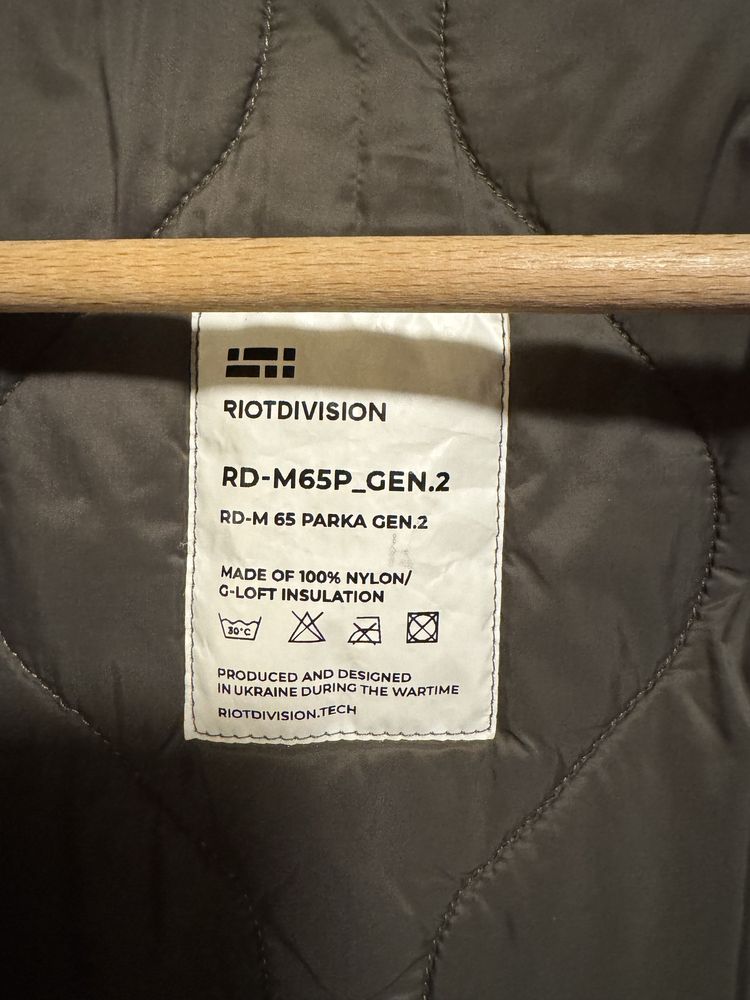 RIOTDIVISION
RD-M65P_GEN.2
RD-M 65 PARKA GEN.2
MADE OF 100% NYLON/
G-LOFT INSULATION
30°C
PRODUCED AND DESIGNED
IN UKRAINE DURING THE WARTIME
RIOTDIVISION.TECH